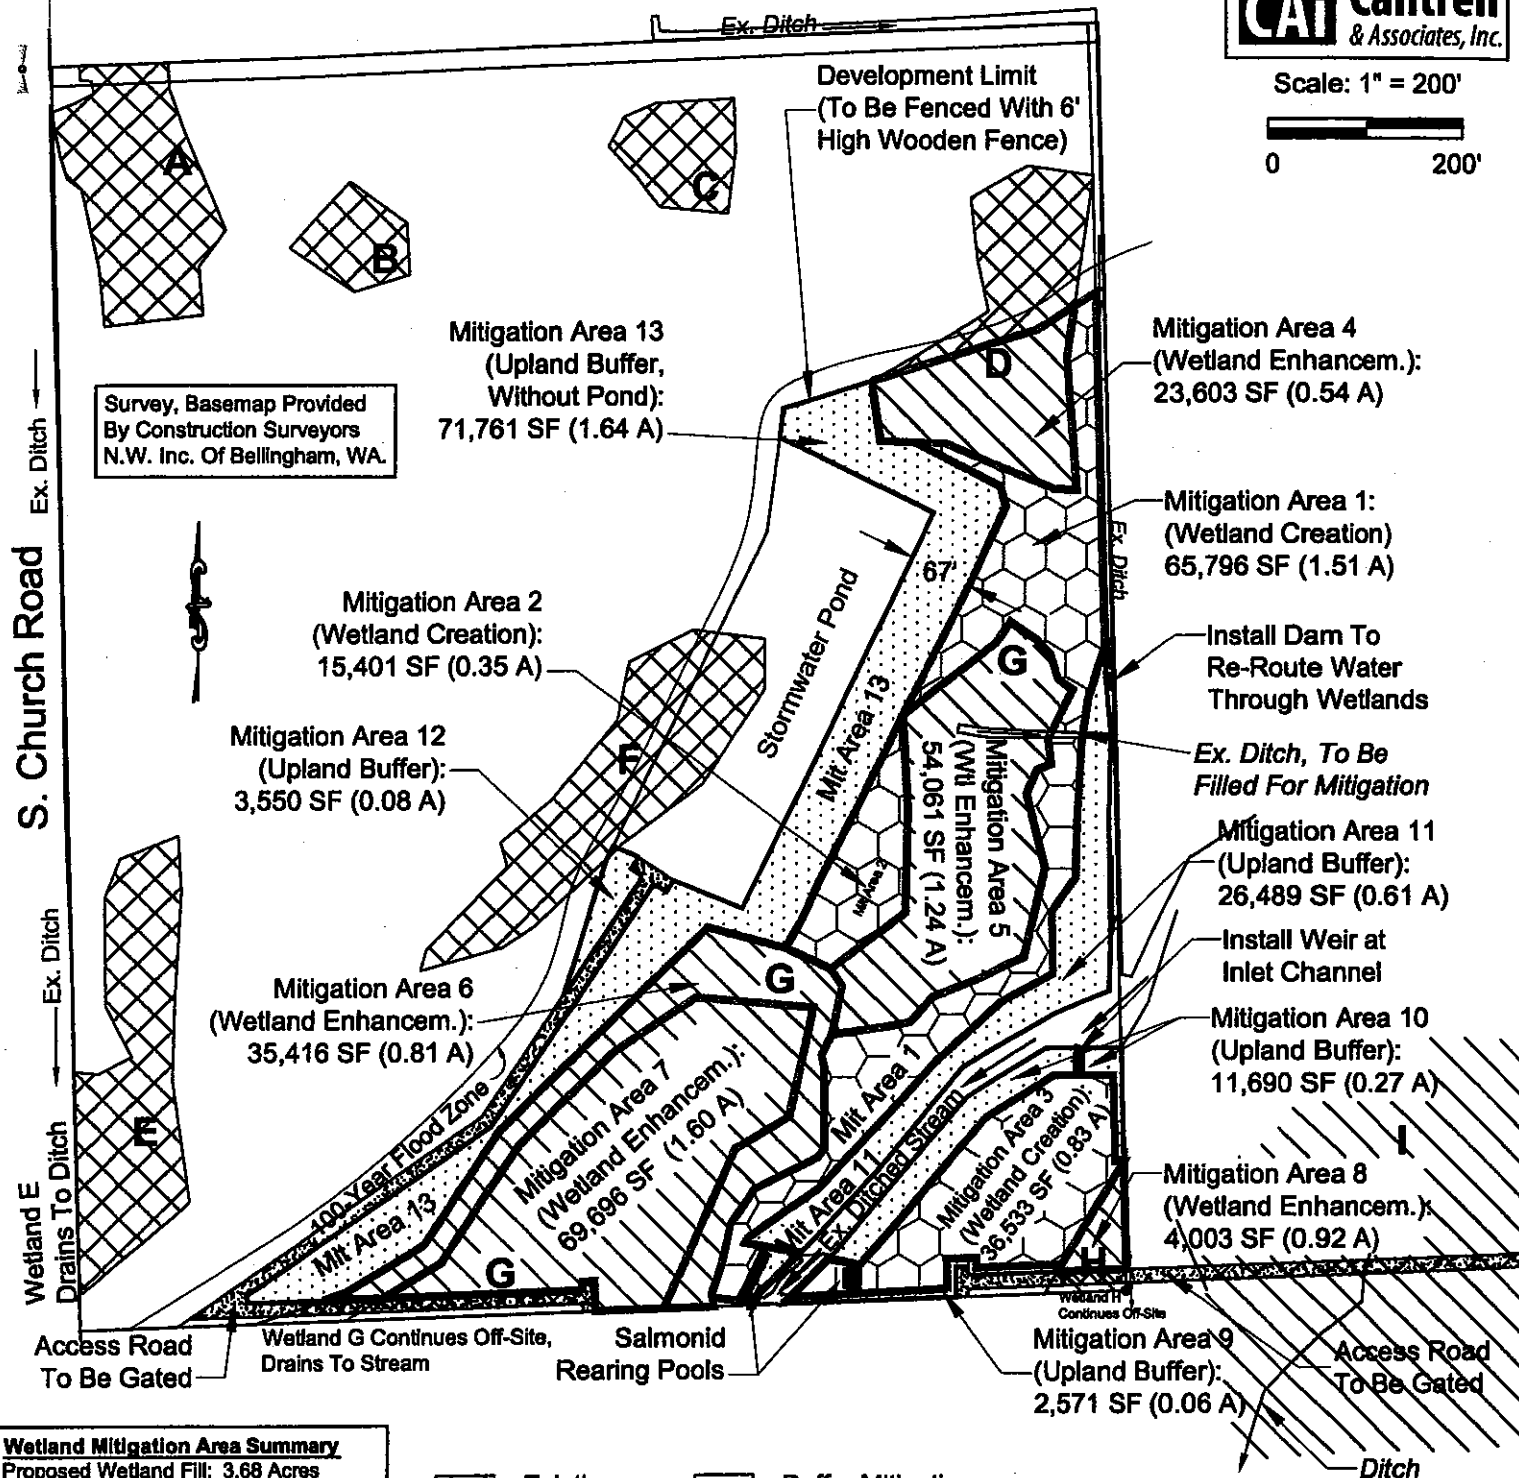 Ex. Ditch
CAI Cantrell
& Associates, Inc.
Scale: 1" = 200'
0 200'
Development Limit
(To Be Fenced With 6'
High Wooden Fence)
A
B
C
D
Mitigation Area 13
(Upland Buffer,
Without Pond):
71,761 SF (1.64 A)
Mitigation Area 4
(Wetland Enhancem.):
23,603 SF (0.54 A)
Survey, Basemap Provided
By Construction Surveyors
N.W. Inc. Of Bellingham, WA.
Ex. Ditch
S. Church Road
Mitigation Area 1:
(Wetland Creation)
65,796 SF (1.51 A)
Ex. Ditch
67'
Stormwater Pond
Mit Area 13
Mitigation Area 2
(Wetland Creation):
15,401 SF (0.35 A)
G
Install Dam To
Re-Route Water
Through Wetlands
Mitigation Area 12
(Upland Buffer):
3,550 SF (0.08 A)
F
Mitigation Area 5
(Wtl Enhancem.):
54,061 SF (1.24 A)
Ex. Ditch, To Be
Filled For Mitigation
Mit Area 2
Mitigation Area 11
(Upland Buffer):
26,489 SF (0.61 A)
Install Weir at
Inlet Channel
Ex. Ditch
Mitigation Area 6
(Wetland Enhancem.):
35,416 SF (0.81 A)
G
Mitigation Area 10
(Upland Buffer):
11,690 SF (0.27 A)
100-Year Flood Zone
Mitigation Area 7
(Wetland Enhancem.):
69,696 SF (1.60 A)
Mit Area 1
Mit Area 11
Ex. Ditched Stream
Mitigation Area 3
(Wetland Creation):
36,533 SF (0.83 A)
E
I
Mitigation Area 8
(Wetland Enhancem.):
4,003 SF (0.92 A)
Wetland E
Drains To Ditch
Mit Area 13
G
H
Wetland H
Continues Off-Site
Access Road
To Be Gated
Wetland G Continues Off-Site,
Drains To Stream
Salmonid
Rearing Pools
Mitigation Area 9
(Upland Buffer):
2,571 SF (0.06 A)
Access Road
To Be Gated
Ditch
Wetland Mitigation Area Summary
Proposed Wetland Fill: 3.68 Acres